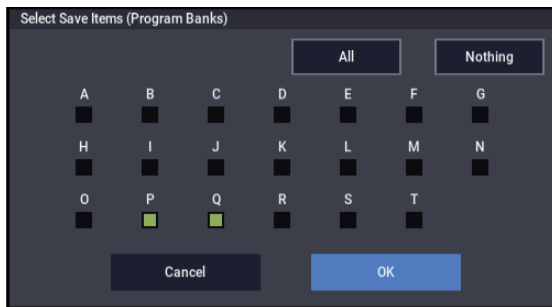 Select Save Items (Program Banks)
All Nothing
A B C D E F G
H I J K L M N
O P Q R S T
Cancel OK